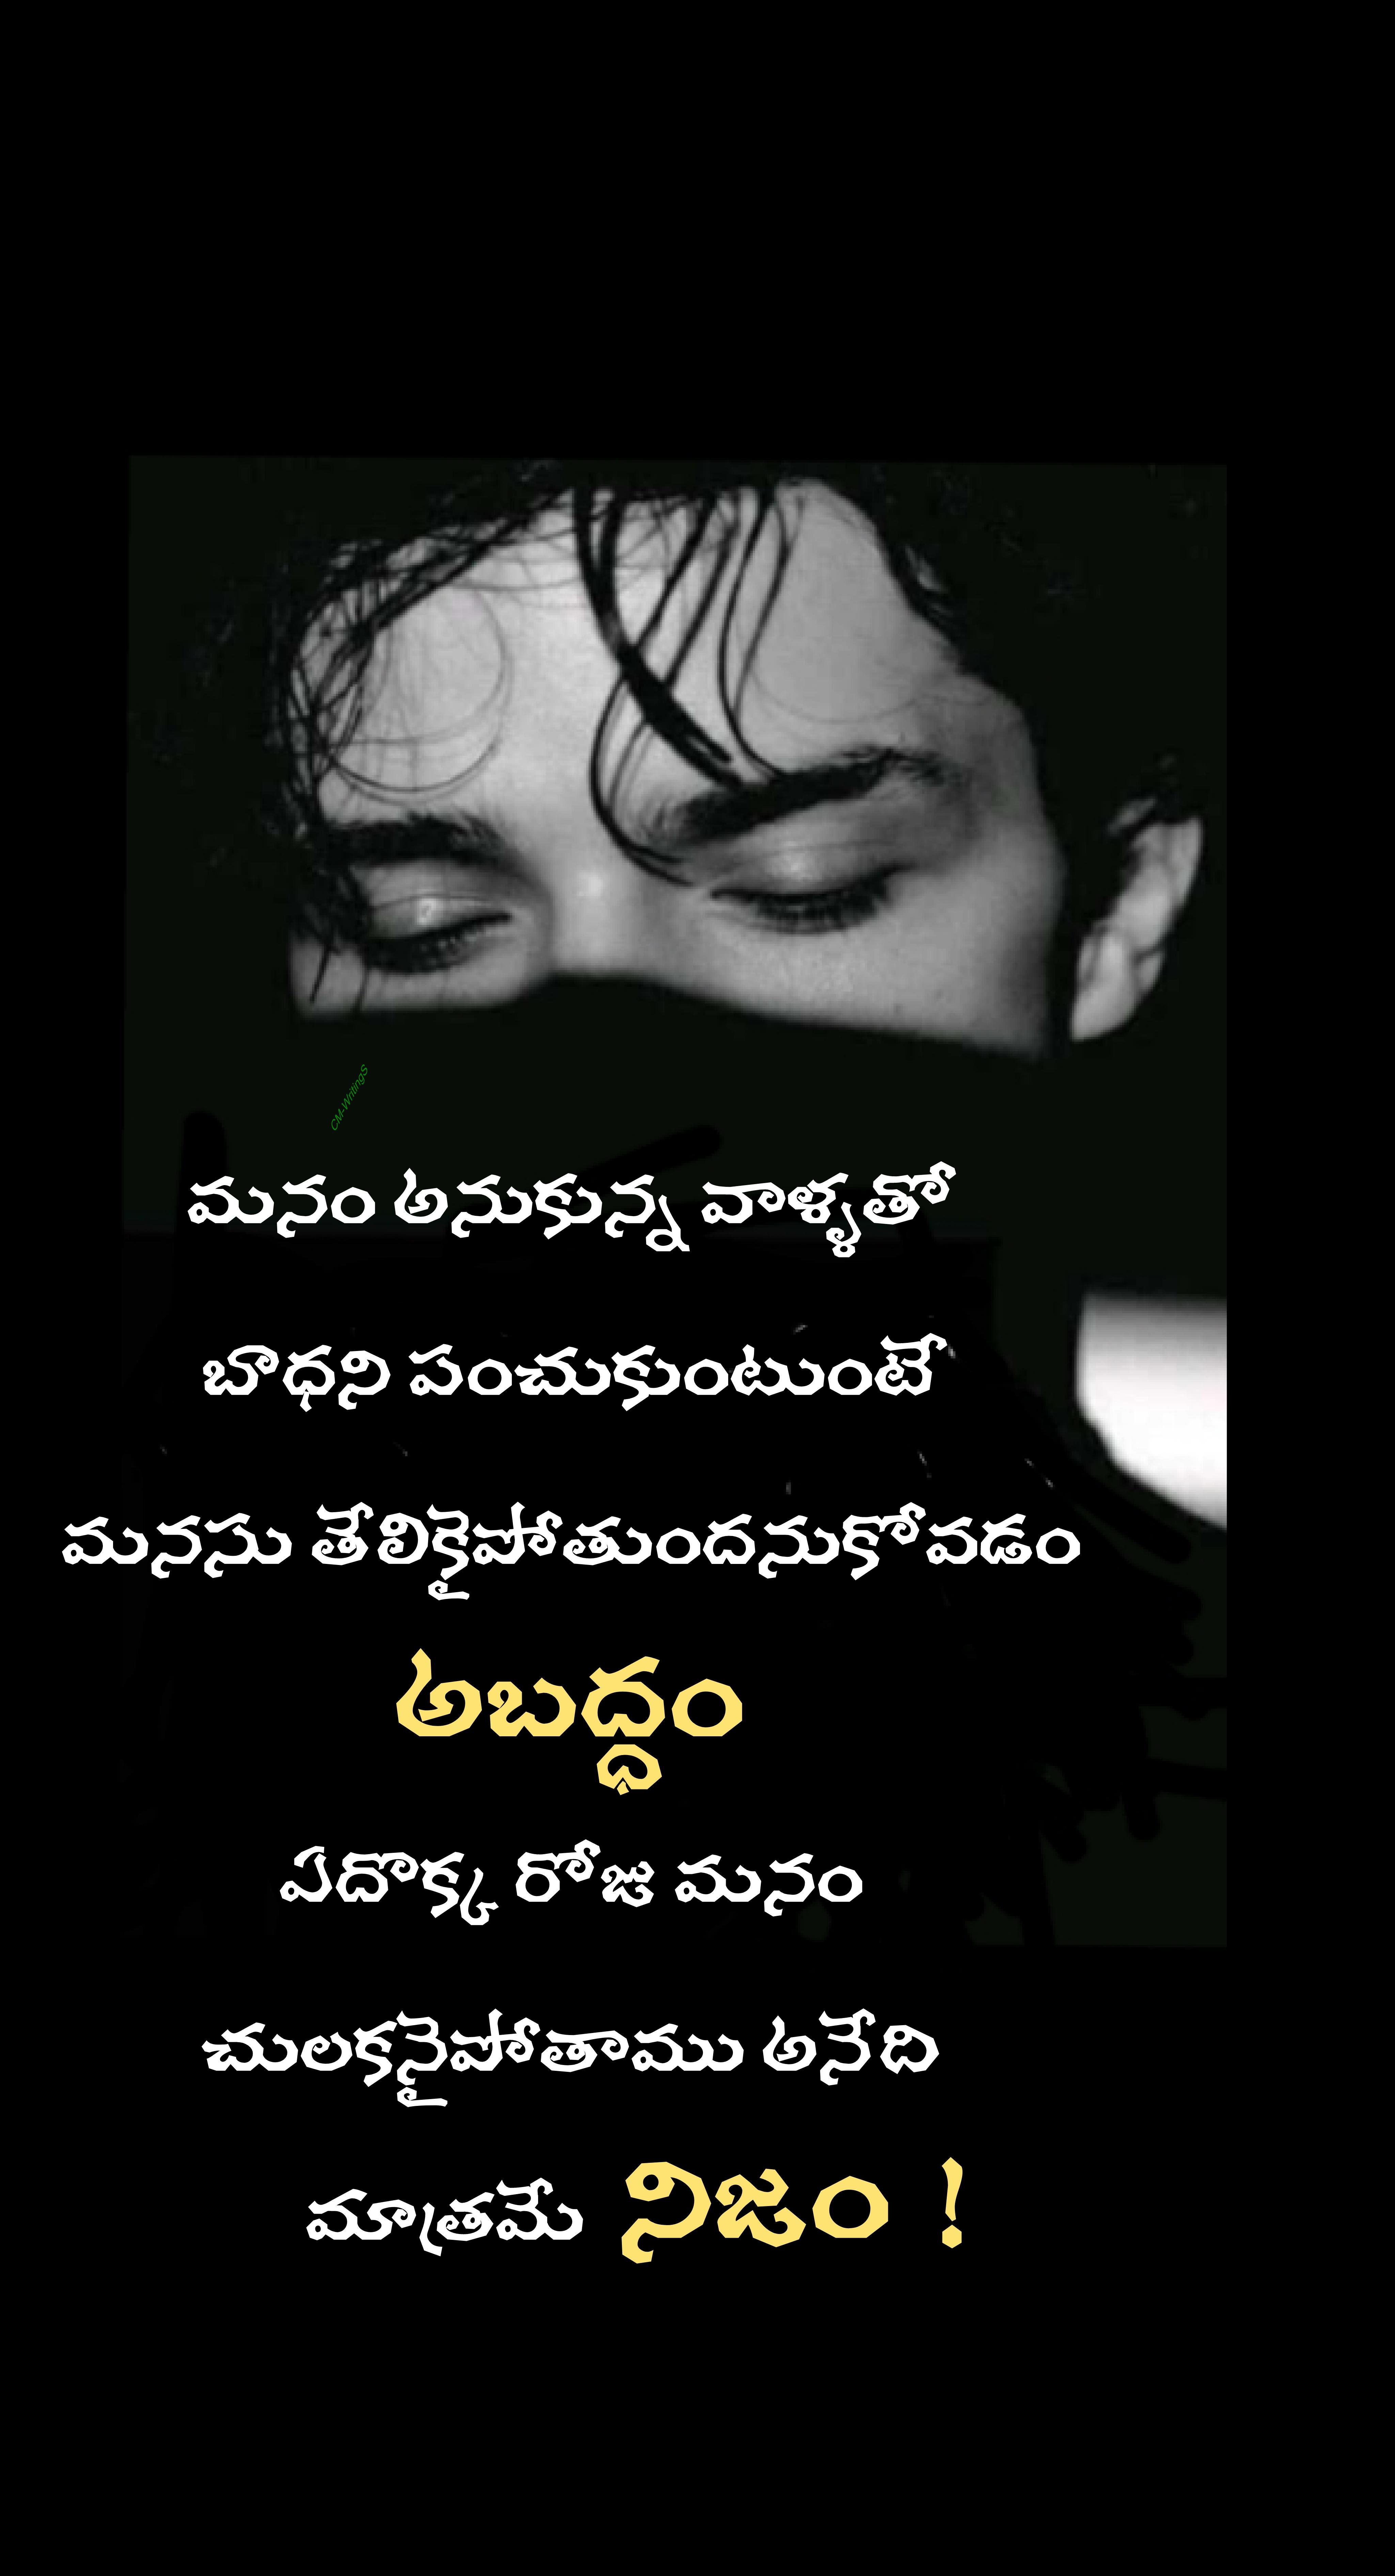 CM-WritingS
మనం అనుకున్న వాళ్ళతో
బాధని పంచుకుంటుంటే
మనసు తేలికైపోతుందనుకోవడం
అబద్ధం
ఏదొక్క రోజు మనం
చులకనైపోతాము అనేది
మాత్రమే నిజం !